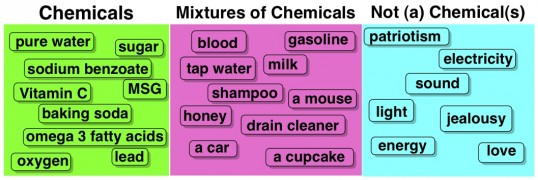 Chemicals
pure water
sugar
sodium benzoate
Vitamin C
MSG
baking soda
omega 3 fatty acids
oxygen
lead
Mixtures of Chemicals
blood
gasoline
tap water
milk
shampoo
a mouse
honey
drain cleaner
a car
a cupcake
Not (a) Chemical(s)
patriotism
electricity
sound
light
jealousy
energy
love